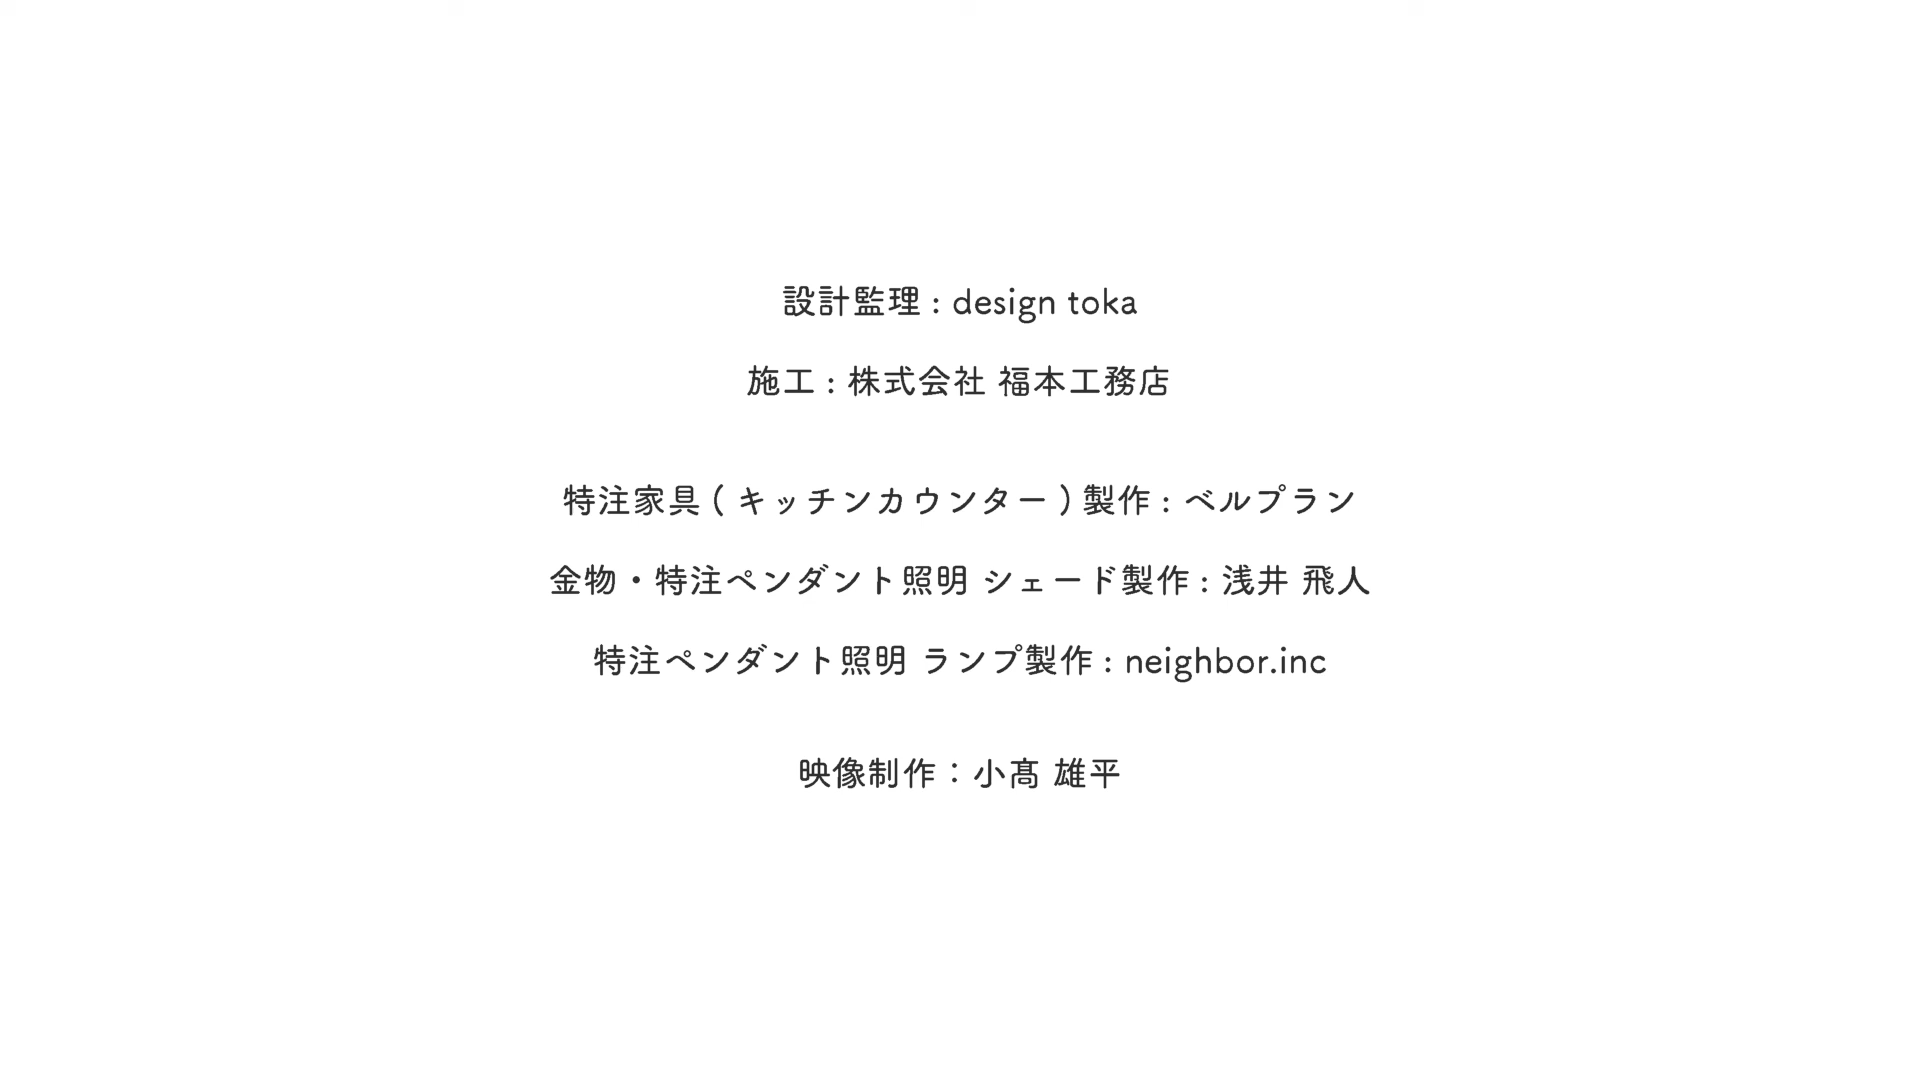 設計監理 : design toka
施工 : 株式会社 福本工務店
特注家具 ( キッチンカウンター ) 製作 : ベルプラン
金物・特注ペンダント照明 シェード製作 : 浅井 飛人
特注ペンダント照明 ランプ製作 : neighbor.inc
映像制作：小髙 雄平